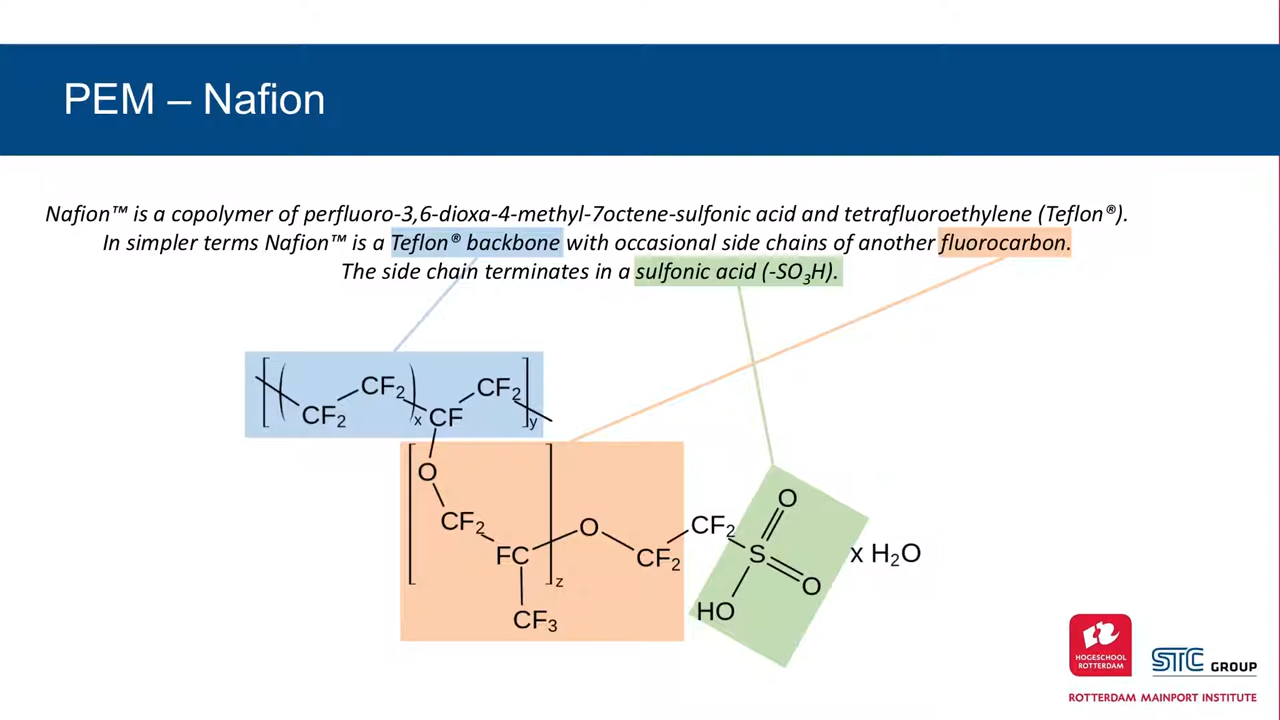 PEM – Nafion
Nafion™ is a copolymer of perfluoro-3,6-dioxa-4-methyl-7octene-sulfonic acid and tetrafluoroethylene (Teflon®).
In simpler terms Nafion™ is a Teflon® backbone with occasional side chains of another fluorocarbon.
The side chain terminates in a sulfonic acid (-SO₃H).
CF₂
CF₂
CF₂
x
CF
y
O
CF₂
FC
z
CF₃
O
CF₂
CF₂
O
S
O
HO
x H₂O
HOGESCHOOL
ROTTERDAM
STC GROUP
ROTTERDAM MAINPORT INSTITUTE